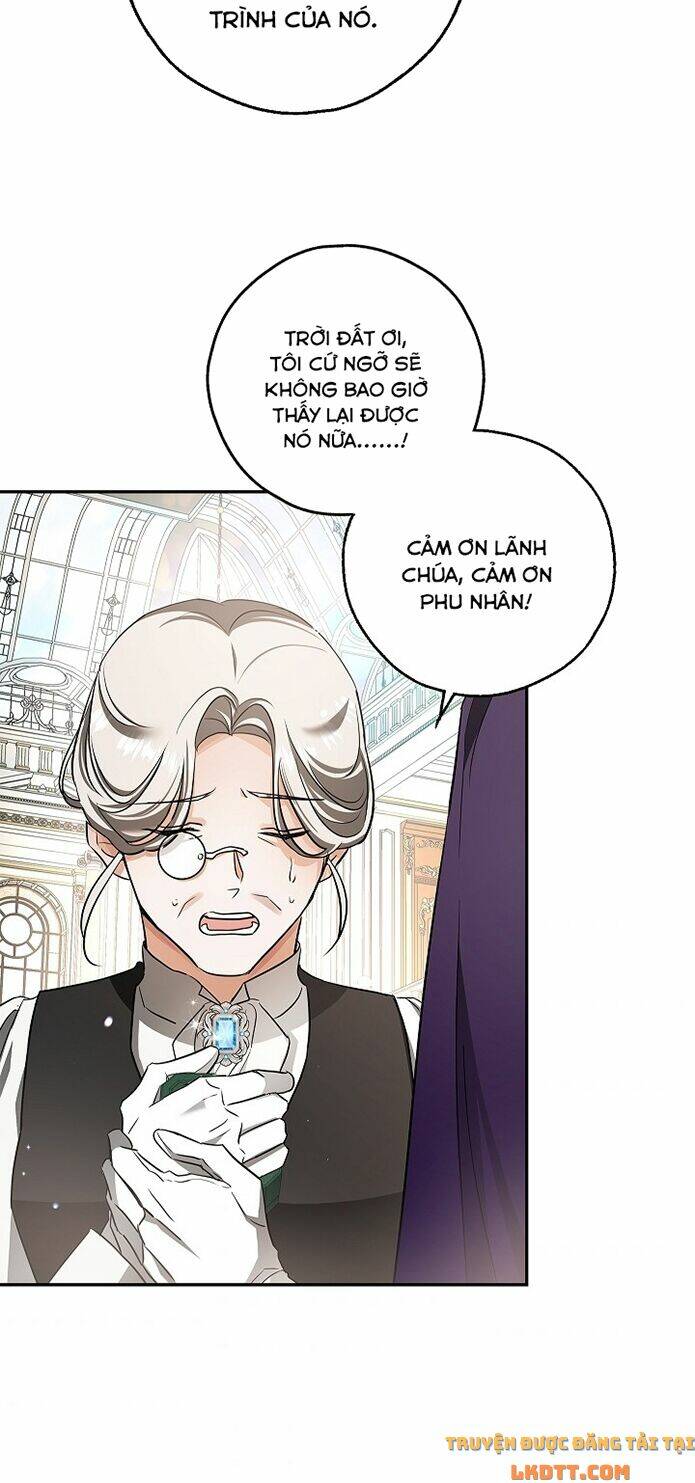 TRÌNH CỦA NÓ.
TRỜI ĐẤT ƠI,
TÔI CỨ NGỠ SẼ
KHÔNG BAO GIỜ
THẤY LẠI ĐƯỢC
NÓ NỮA......!
CẢM ƠN LÃNH
CHÚA, CẢM ƠN
PHU NHÂN!
TRUYỆN ĐƯỢC ĐĂNG TẢI TẠI
LKDTT.COM